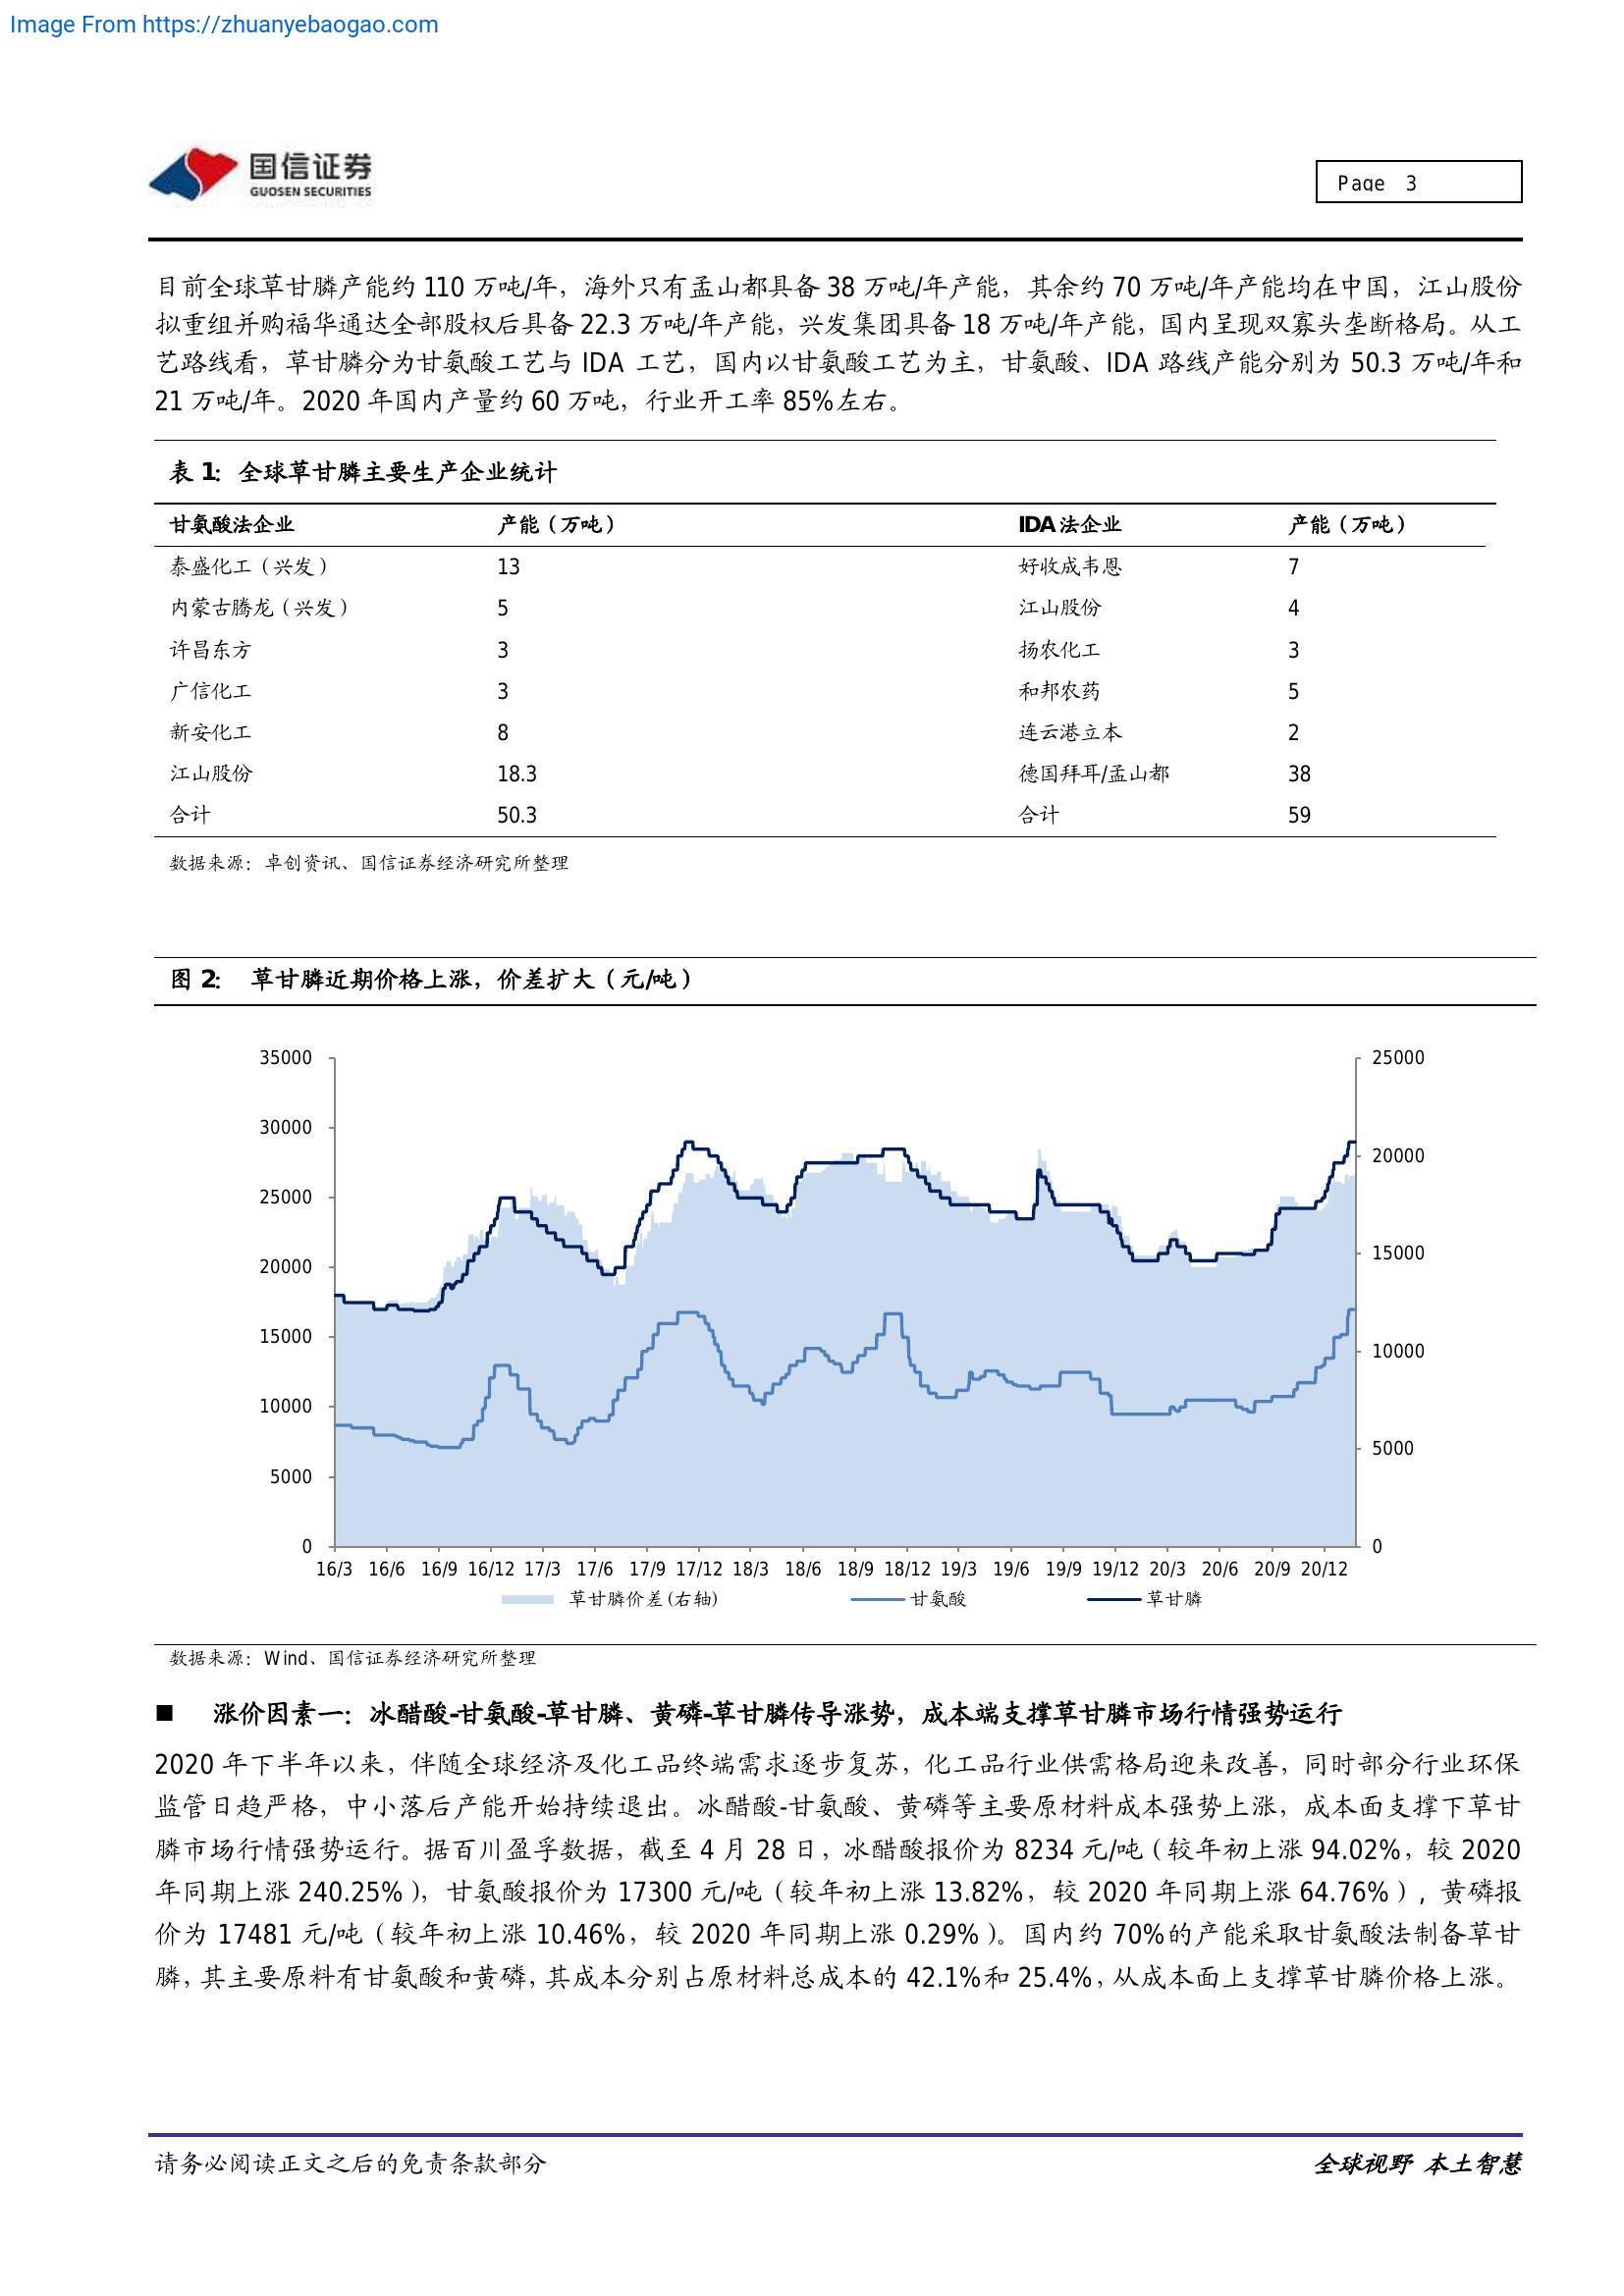 Image From https://zhuanyebaogao.com
国信证券
GUOSEN SECURITIES
Page 3
目前全球草甘膦产能约 110 万吨/年，海外只有孟山都具备 38 万吨/年产能，其余约 70 万吨/年产能均在中国，江山股份
拟重组并购福华通达全部股权后具备 22.3 万吨/年产能，兴发集团具备 18 万吨/年产能，国内呈现双寡头垄断格局。从工
艺路线看，草甘膦分为甘氨酸工艺与 IDA 工艺，国内以甘氨酸工艺为主，甘氨酸、IDA 路线产能分别为 50.3 万吨/年和
21 万吨/年。2020 年国内产量约 60 万吨，行业开工率 85%左右。
表 1：全球草甘膦主要生产企业统计
甘氨酸法企业 产能（万吨） IDA 法企业 产能（万吨）
泰盛化工（兴发） 13 好收成韦恩 7
内蒙古腾龙（兴发） 5 江山股份 4
许昌东方 3 扬农化工 3
广信化工 3 和邦农药 5
新安化工 8 连云港立本 2
江山股份 18.3 德国拜耳/孟山都 38
合计 50.3 合计 59
数据来源：卓创资讯、国信证券经济研究所整理
图 2： 草甘膦近期价格上涨，价差扩大（元/吨）
35000 25000
30000
20000
25000
15000
20000
15000
10000
10000
5000
5000
0 0
16/3 16/6 16/9 16/12 17/3 17/6 17/9 17/12 18/3 18/6 18/9 18/12 19/3 19/6 19/9 19/12 20/3 20/6 20/9 20/12
草甘膦价差(右轴) 甘氨酸 草甘膦
数据来源：Wind、国信证券经济研究所整理
■ 涨价因素一：冰醋酸-甘氨酸-草甘膦、黄磷-草甘膦传导涨势，成本端支撑草甘膦市场行情强势运行
2020 年下半年以来，伴随全球经济及化工品终端需求逐步复苏，化工品行业供需格局迎来改善，同时部分行业环保
监管日趋严格，中小落后产能开始持续退出。冰醋酸-甘氨酸、黄磷等主要原材料成本强势上涨，成本面支撑下草甘
膦市场行情强势运行。据百川盈孚数据，截至 4 月 28 日，冰醋酸报价为 8234 元/吨（较年初上涨 94.02%，较 2020
年同期上涨 240.25%），甘氨酸报价为 17300 元/吨（较年初上涨 13.82%，较 2020 年同期上涨 64.76%）, 黄磷报
价为 17481 元/吨（较年初上涨 10.46%，较 2020 年同期上涨 0.29%）。国内约 70%的产能采取甘氨酸法制备草甘
膦，其主要原料有甘氨酸和黄磷，其成本分别占原材料总成本的 42.1%和 25.4%，从成本面上支撑草甘膦价格上涨。
请务必阅读正文之后的免责条款部分 全球视野 本土智慧